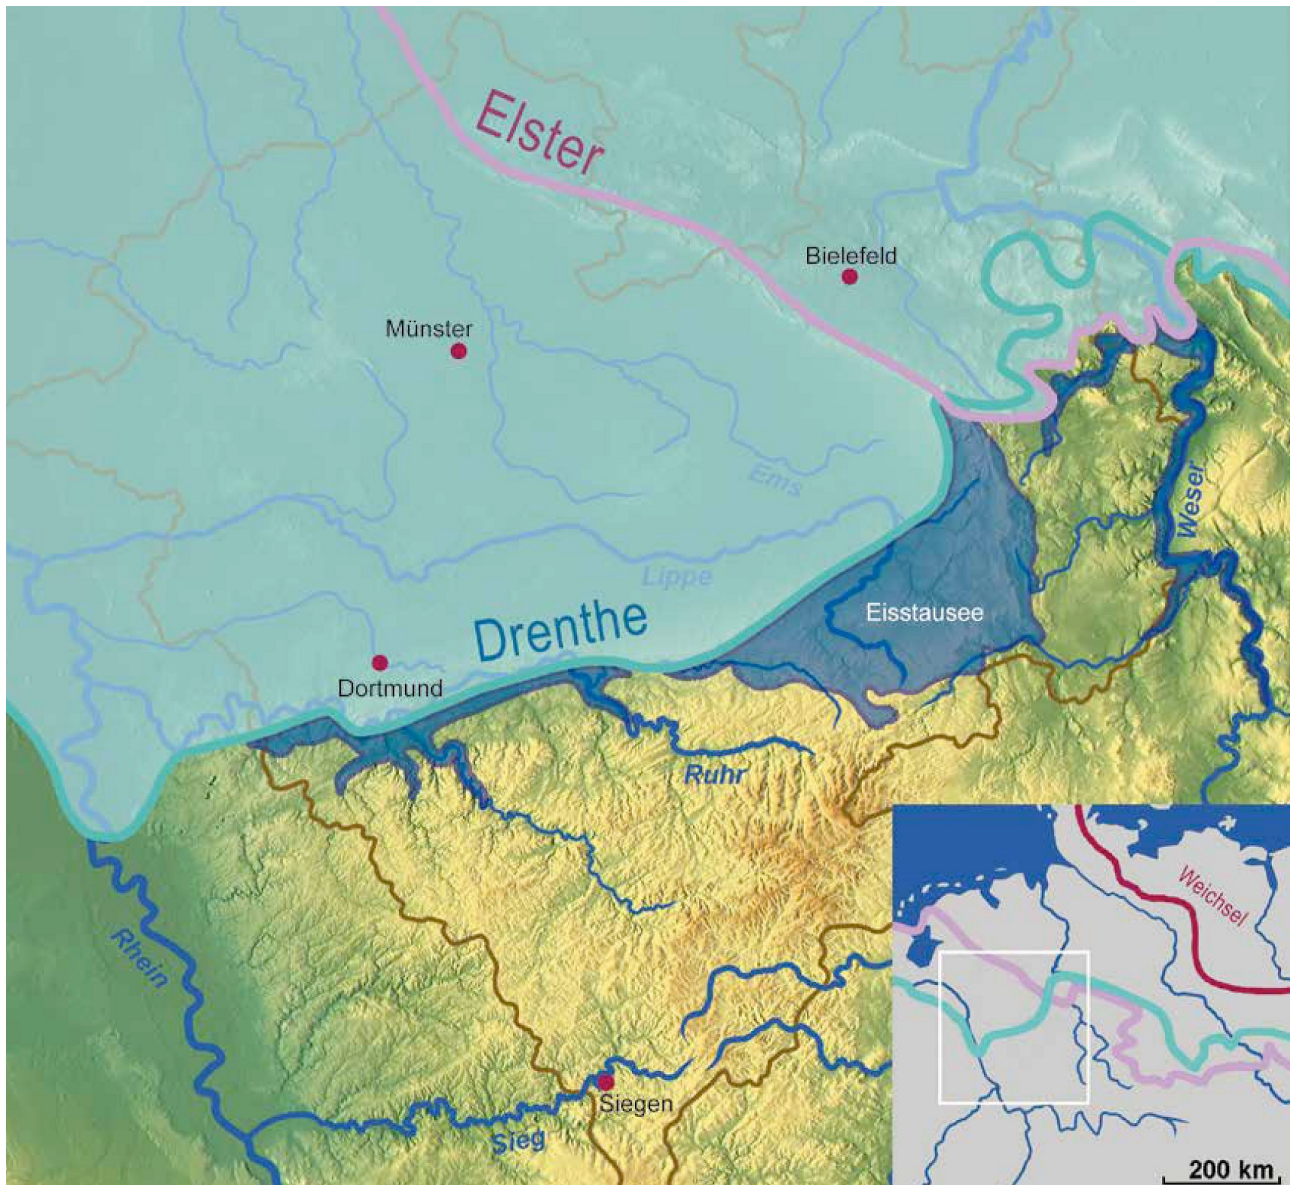 Elster
Bielefeld
Münster
Ems
Weser
Lippe
Eisstausee
Drenthe
Dortmund
Ruhr
Weichsel
Rhein
Siegen
Sieg
200 km